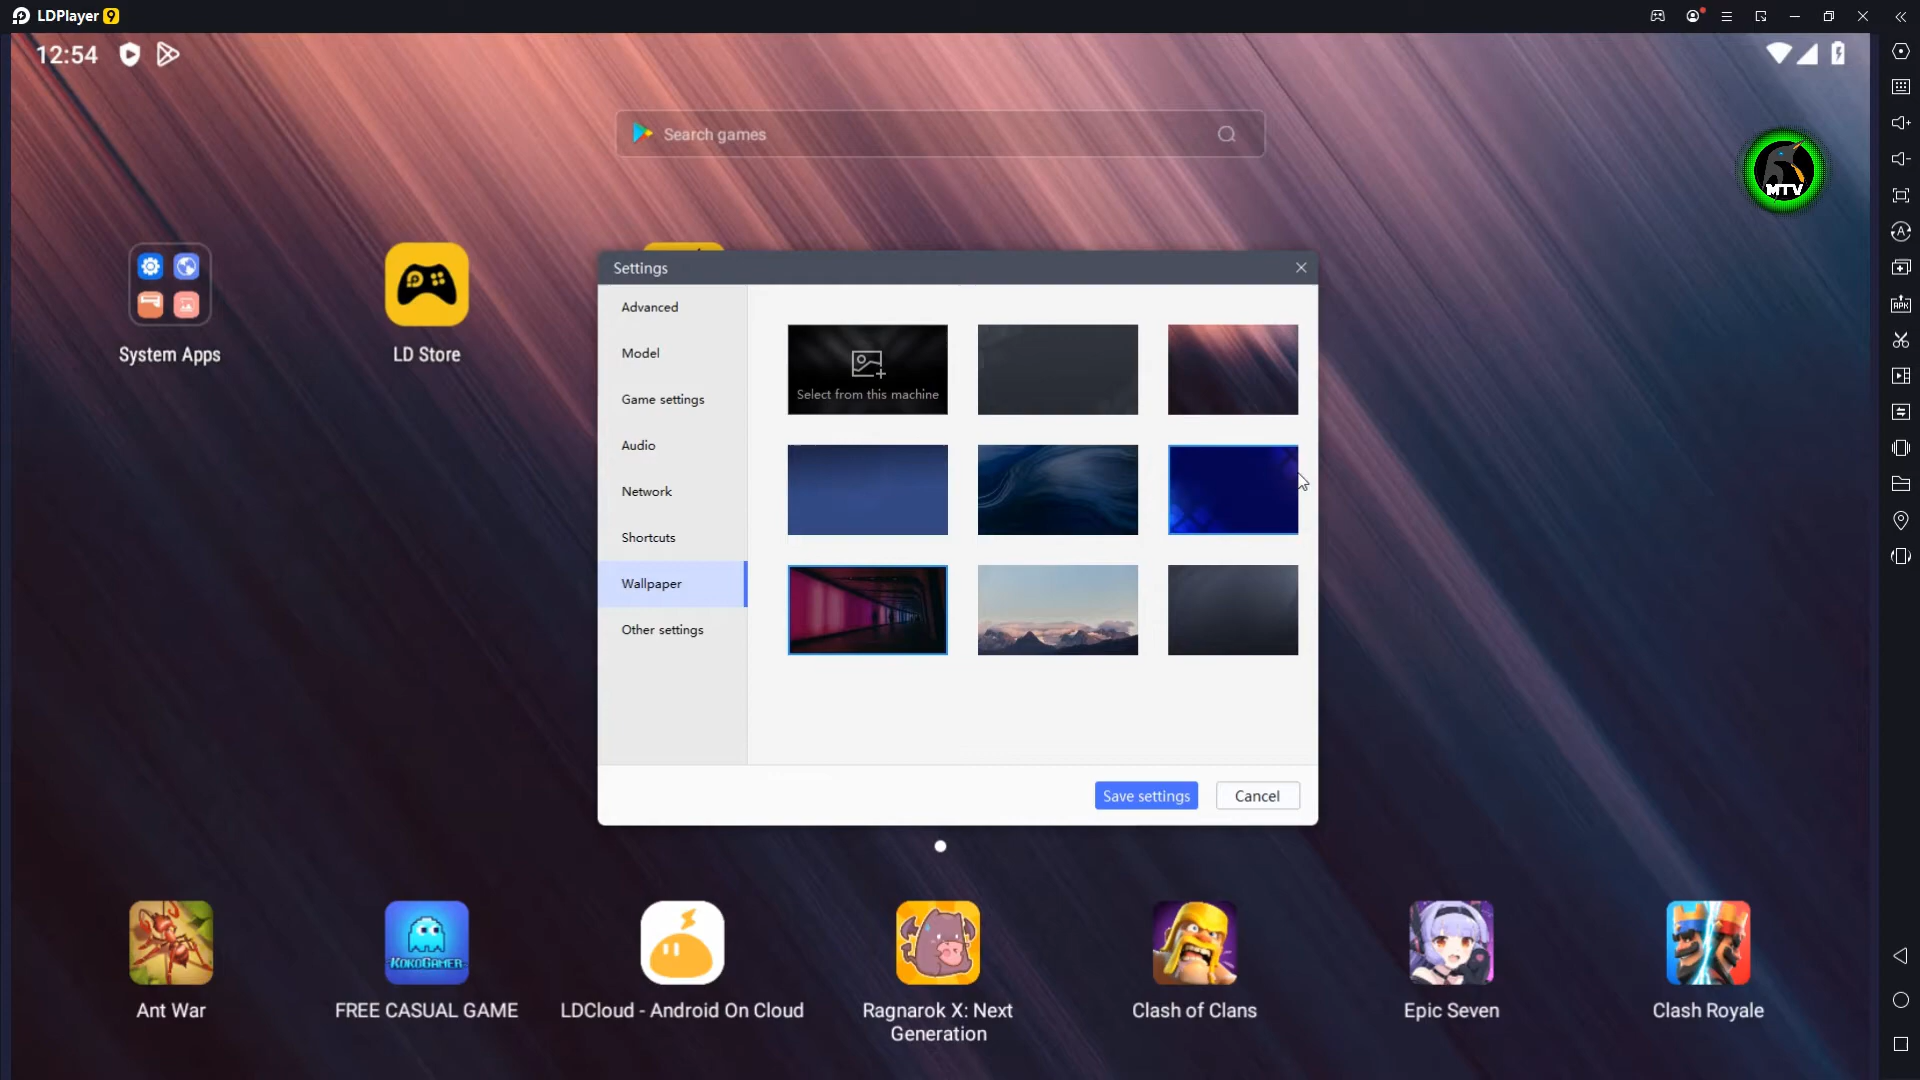 LDPlayer 9
12:54
Search games
MTV
System Apps
LD Store
Settings
Advanced
Model
Game settings
Audio
Network
Shortcuts
Wallpaper
Other settings
Select from this machine
Save settings
Cancel
KOKOGAMER
Ant War
FREE CASUAL GAME
LDCloud - Android On Cloud
Ragnarok X: Next
Generation
Clash of Clans
Epic Seven
Clash Royale
A
APK